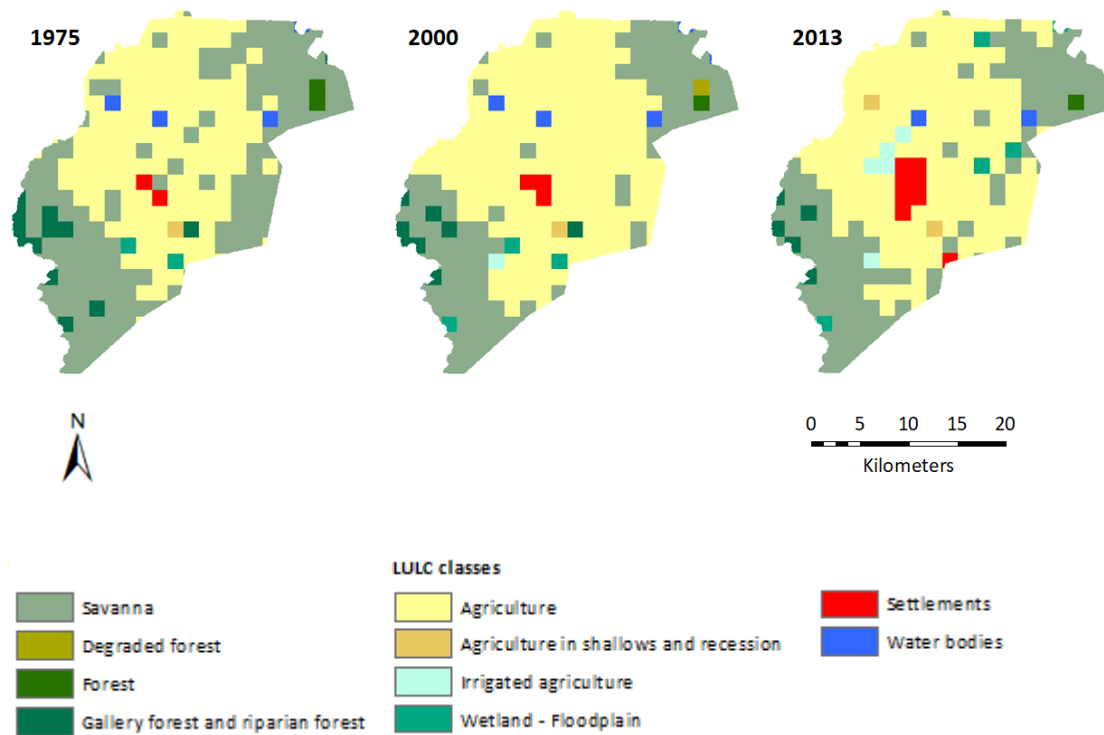 1975
2000
2013
N
0 5 10 15 20
Kilometers
LULC classes
Savanna
Degraded forest
Forest
Gallery forest and riparian forest
Agriculture
Agriculture in shallows and recession
Irrigated agriculture
Wetland - Floodplain
Settlements
Water bodies